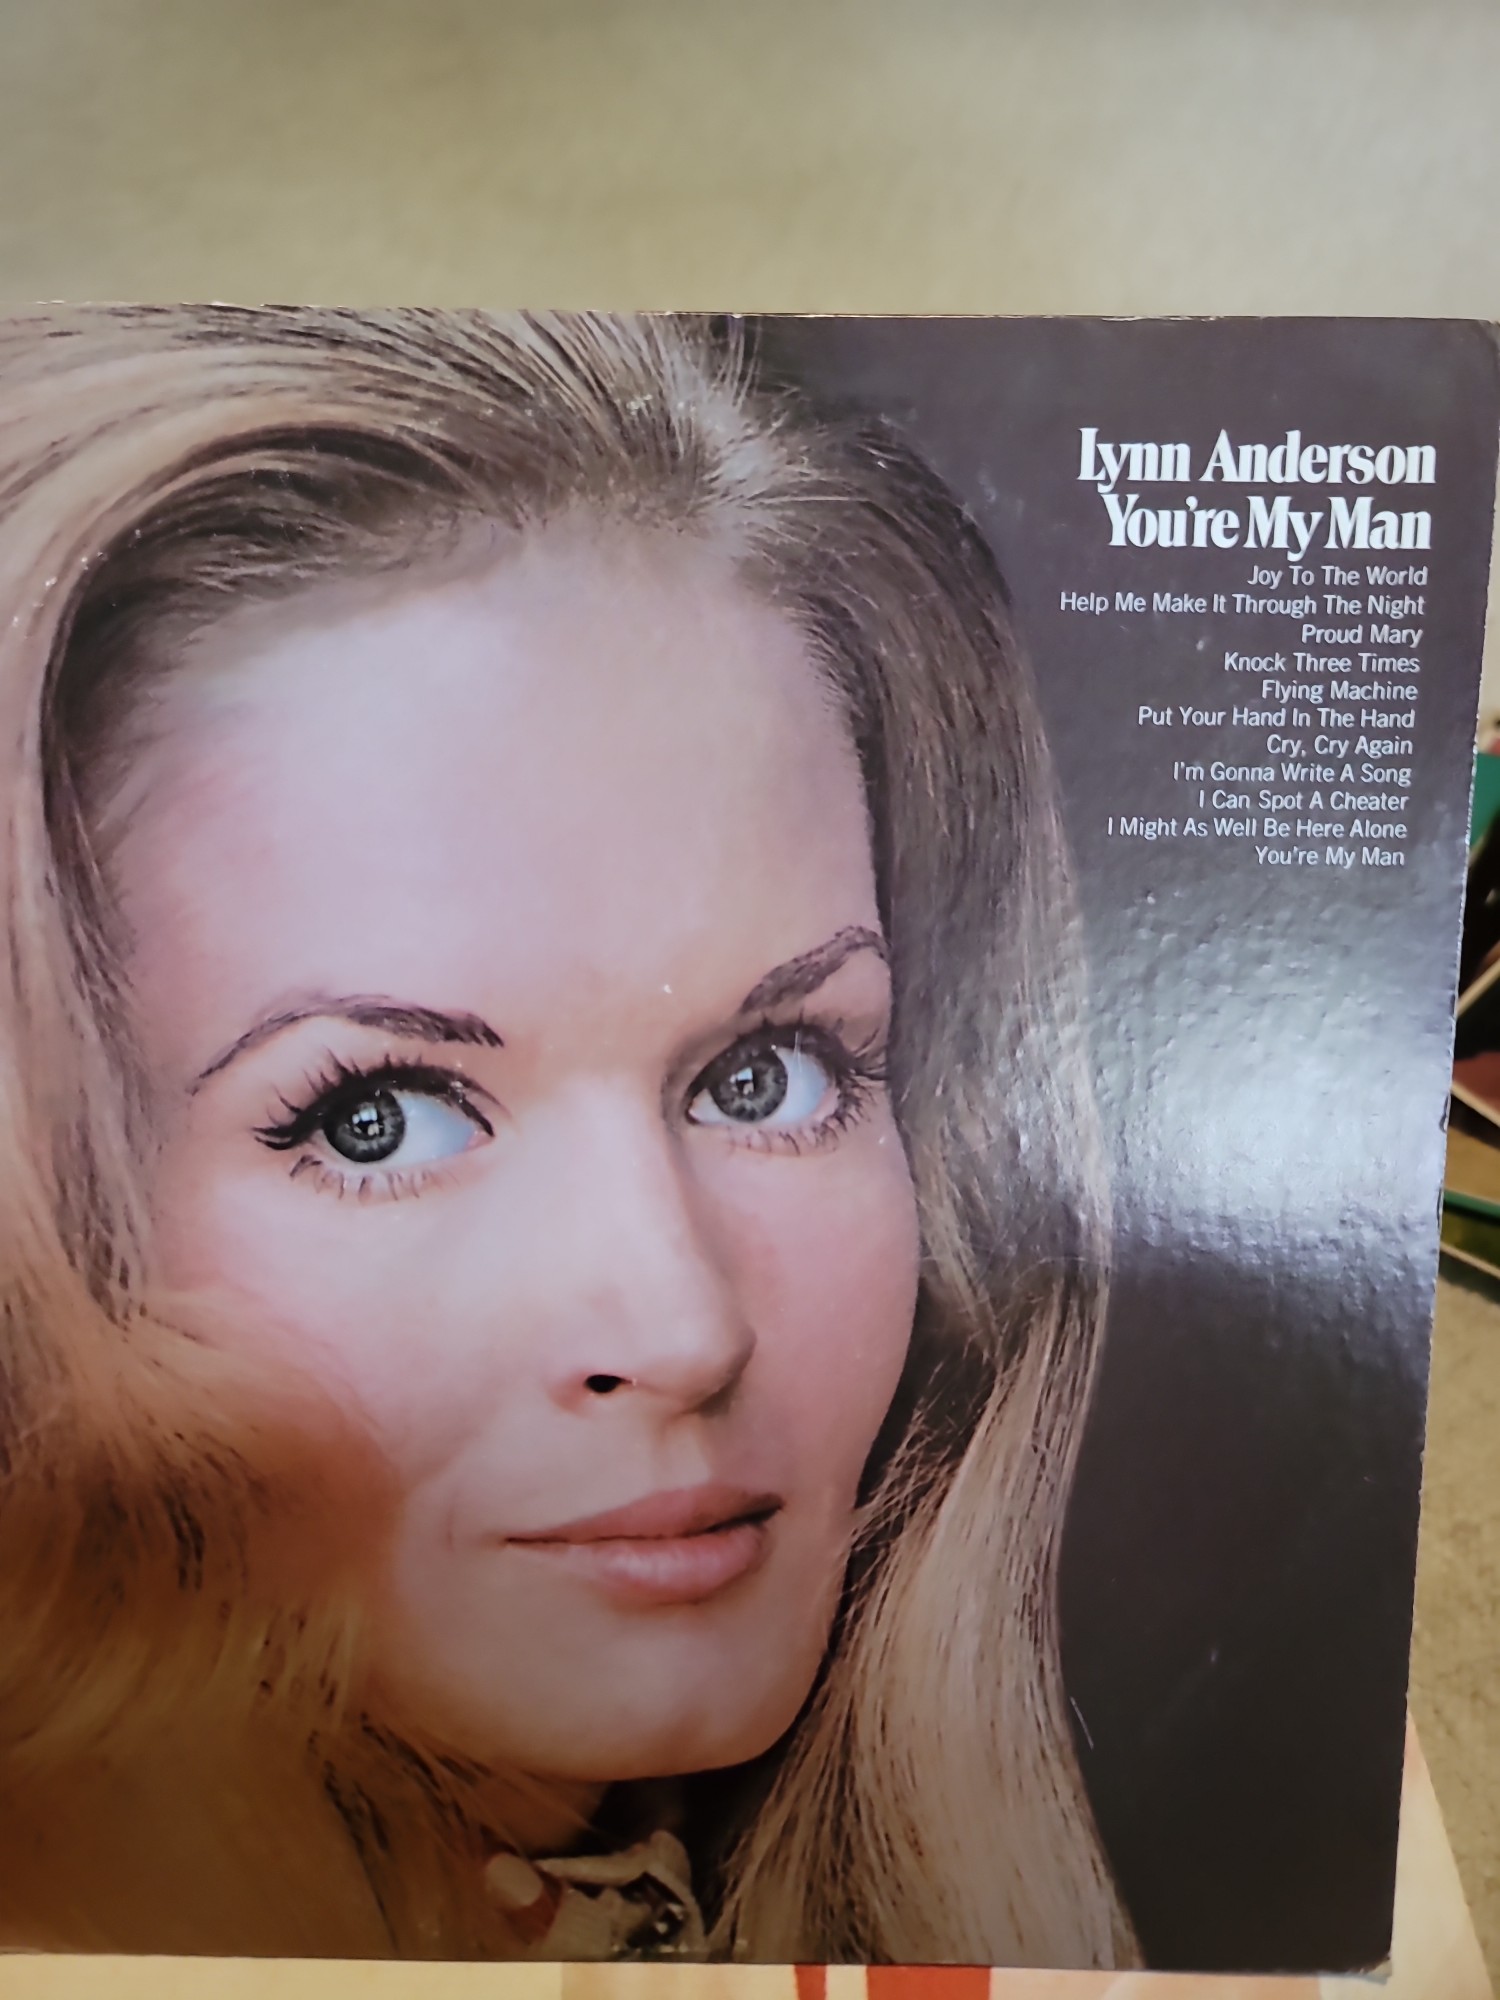 Lynn Anderson
You're My Man
Joy To The World
Help Me Make It Through The Night
Proud Mary
Knock Three Times
Flying Machine
Put Your Hand In The Hand
Cry, Cry Again
I'm Gonna Write A Song
I Can Spot A Cheater
I Might As Well Be Here Alone
You're My Man